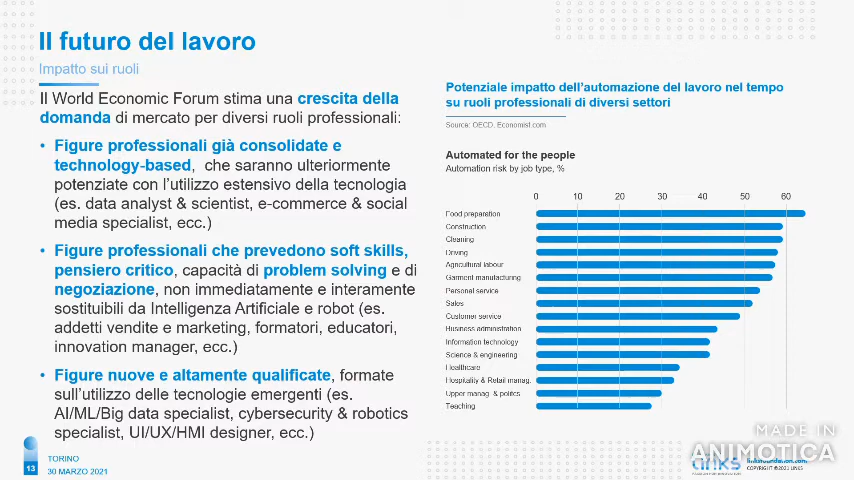 Il futuro del lavoro
Impatto sui ruoli
Il World Economic Forum stima una crescita della
domanda di mercato per diversi ruoli professionali:
• Figure professionali già consolidate e
technology-based, che saranno ulteriormente
potenziate con l'utilizzo estensivo della tecnologia
(es. data analyst & scientist, e-commerce & social
media specialist, ecc.)
• Figure professionali che prevedono soft skills,
pensiero critico, capacità di problem solving e di
negoziazione, non immediatamente e interamente
sostituibili da Intelligenza Artificiale e robot (es.
addetti vendite e marketing, formatori, educatori,
innovation manager, ecc.)
• Figure nuove e altamente qualificate, formate
sull'utilizzo delle tecnologie emergenti (es.
AI/ML/Big data specialist, cybersecurity & robotics
specialist, UI/UX/HMI designer, ecc.)
Potenziale impatto dell'automazione del lavoro nel tempo
su ruoli professionali di diversi settori
Source: OECD, Economist.com
Automated for the people
Automation risk by job type, %
0 10 20 30 40 50 60
Food preparation
Construction
Cleaning
Driving
Agricultural labour
Garment manufacturing
Personal service
Sales
Customer service
Business administration
Information technology
Science & engineering
Healthcare
Hospitality & Retail manag.
Upper manag. & politcs
Teaching
13
TORINO
30 MARZO 2021
MADE IN
ANIMOTICA
LINKS
COPYRIGHT ©2021 LINKS